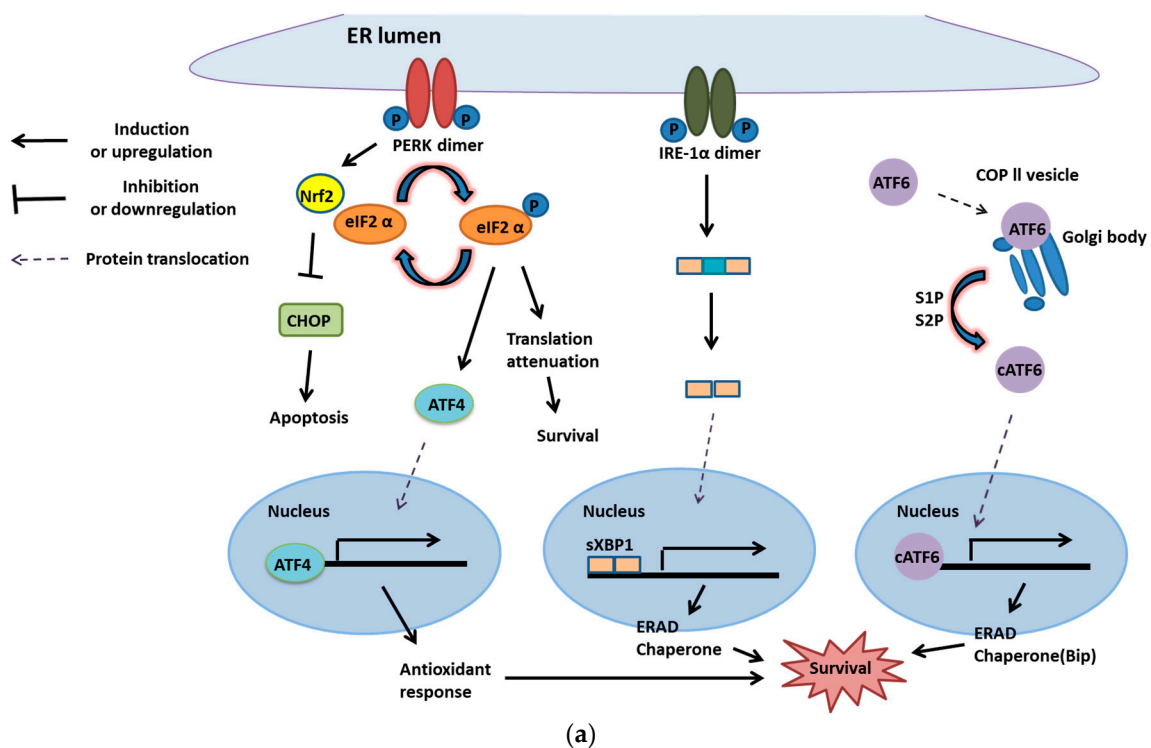 ER lumen
P
P
PERK dimer
P
P
IRE-1α dimer
Induction
or upregulation
Inhibition
or downregulation
Protein translocation
Nrf2
eIF2 α
P
eIF2 α
CHOP
Apoptosis
Translation
attenuation
Survival
ATF4
ATF6
COP ll vesicle
ATF6
Golgi body
S1P
S2P
cATF6
Nucleus
ATF4
Nucleus
sXBP1
Nucleus
cATF6
Antioxidant
response
ERAD
Chaperone
Survival
ERAD
Chaperone(Bip)
(a)